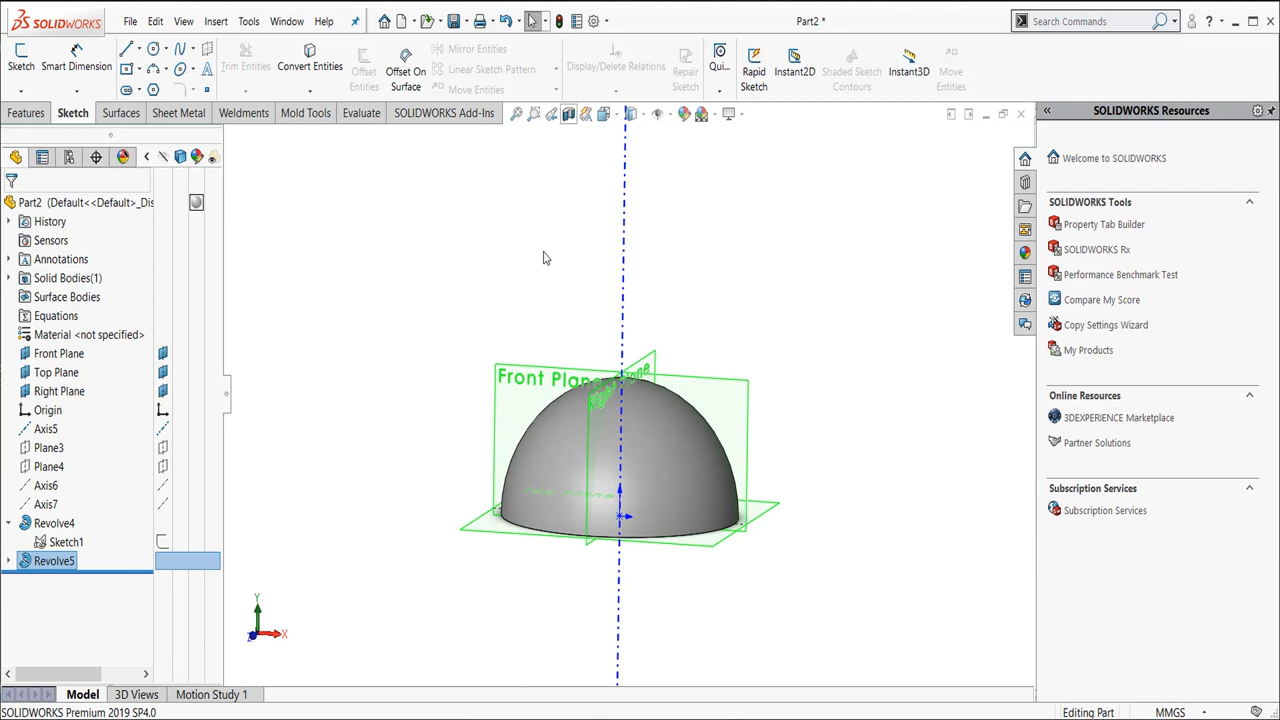 SOLIDWORKS File Edit View Insert Tools Window Help Part2 * Search Commands ?
Sketch Smart Dimension Trim Entities Convert Entities Offset Entities Offset On Surface Mirror Entities Linear Sketch Pattern Move Entities Display/Delete Relations Repair Sketch Qui... Rapid Sketch Instant2D Shaded Sketch Contours Instant3D Move Entities
Features Sketch Surfaces Sheet Metal Weldments Mold Tools Evaluate SOLIDWORKS Add-Ins
Part2 (Default<<Default>_Dis
History
Sensors
Annotations
Solid Bodies(1)
Surface Bodies
Equations
Material <not specified>
Front Plane
Top Plane
Right Plane
Origin
Axis5
Plane3
Plane4
Axis6
Axis7
Revolve4
Sketch1
Revolve5
Front Plane
Right Plane
Top Plane
Y
X
Z
SOLIDWORKS Resources
Welcome to SOLIDWORKS
SOLIDWORKS Tools
Property Tab Builder
SOLIDWORKS Rx
Performance Benchmark Test
Compare My Score
Copy Settings Wizard
My Products
Online Resources
3DEXPERIENCE Marketplace
Partner Solutions
Subscription Services
Subscription Services
Model 3D Views Motion Study 1
SOLIDWORKS Premium 2019 SP4.0 Editing Part MMGS